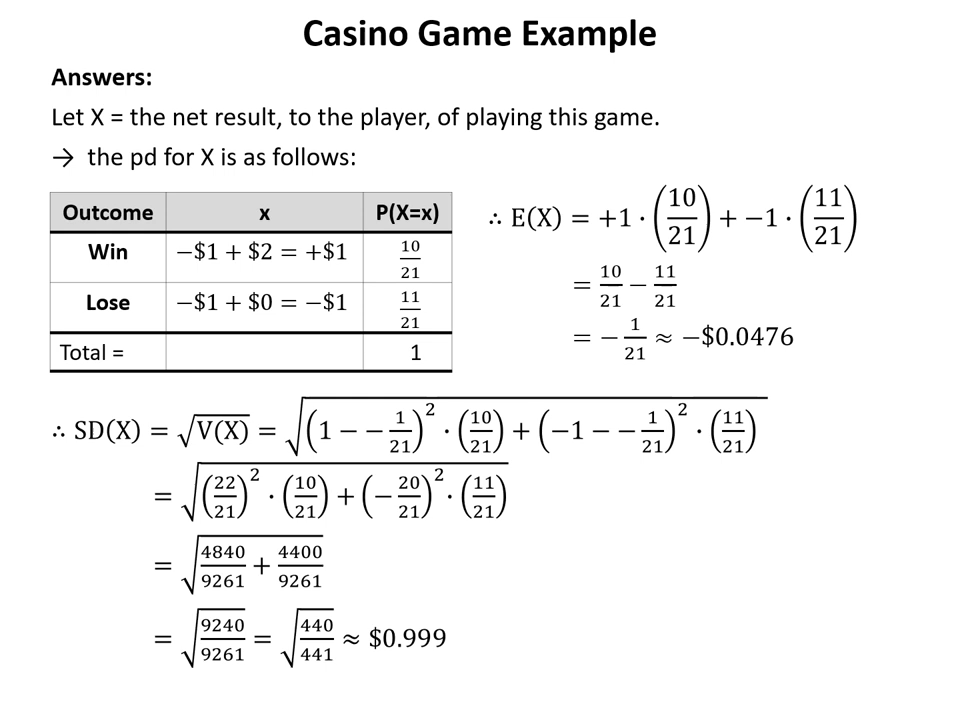 Casino Game Example
Answers:
Let X = the net result, to the player, of playing this game.
→ the pd for X is as follows:
Outcome x P(X=x)
Win −$1 + $2 = +$1 10/21
Lose −$1 + $0 = −$1 11/21
Total = 1
∴ E(X) = +1 · (10/21) + −1 · (11/21)
= 10/21 − 11/21
= − 1/21 ≈ −$0.0476
∴ SD(X) = √V(X) = √((1 − − 1/21)² · (10/21) + (−1 − − 1/21)² · (11/21))
= √((22/21)² · (10/21) + (− 20/21)² · (11/21))
= √(4840/9261 + 4400/9261)
= √(9240/9261) = √(440/441) ≈ $0.999